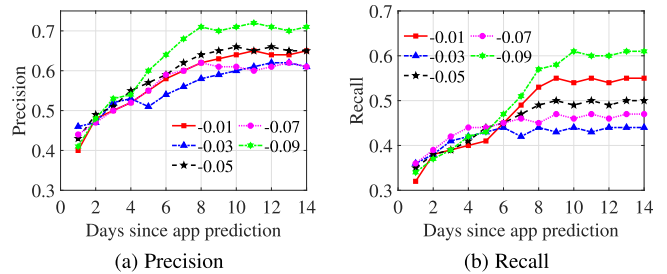 0.7
0.6
0.5
0.4
0.3
Precision
-0.01
-0.07
-0.03
-0.09
-0.05
0 2 4 6 8 10 12 14
Days since app prediction
(a) Precision
0.7
0.6
0.5
0.4
0.3
Recall
-0.01
-0.07
-0.03
-0.09
-0.05
0 2 4 6 8 10 12 14
Days since app prediction
(b) Recall